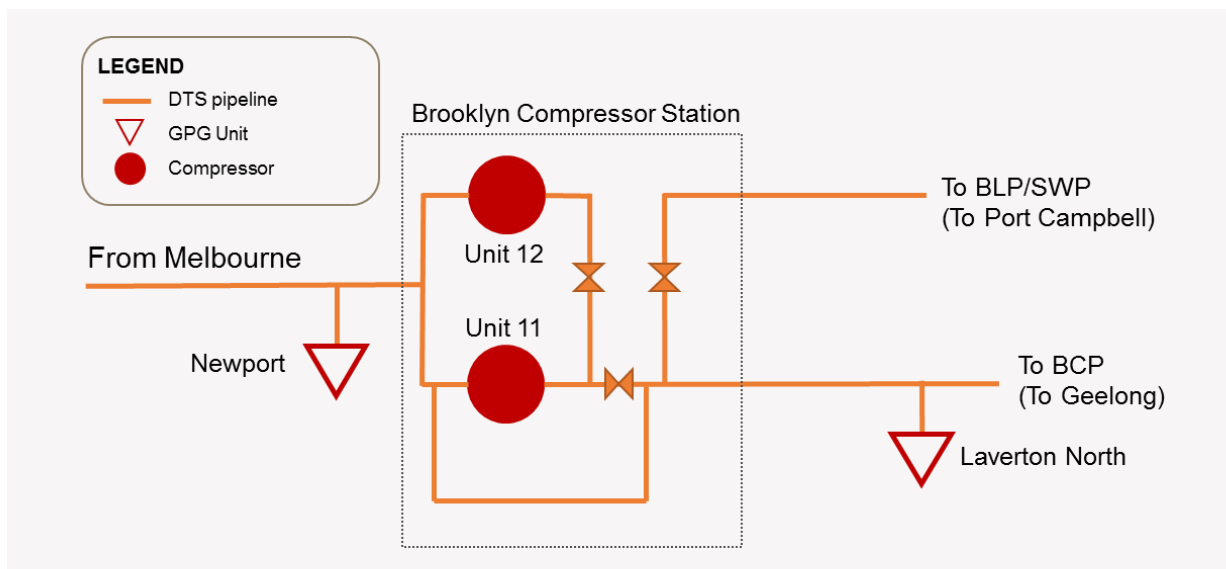 LEGEND
DTS pipeline
GPG Unit
Compressor
Brooklyn Compressor Station
To BLP/SWP
(To Port Campbell)
Unit 12
From Melbourne
Unit 11
Newport
To BCP
(To Geelong)
Laverton North